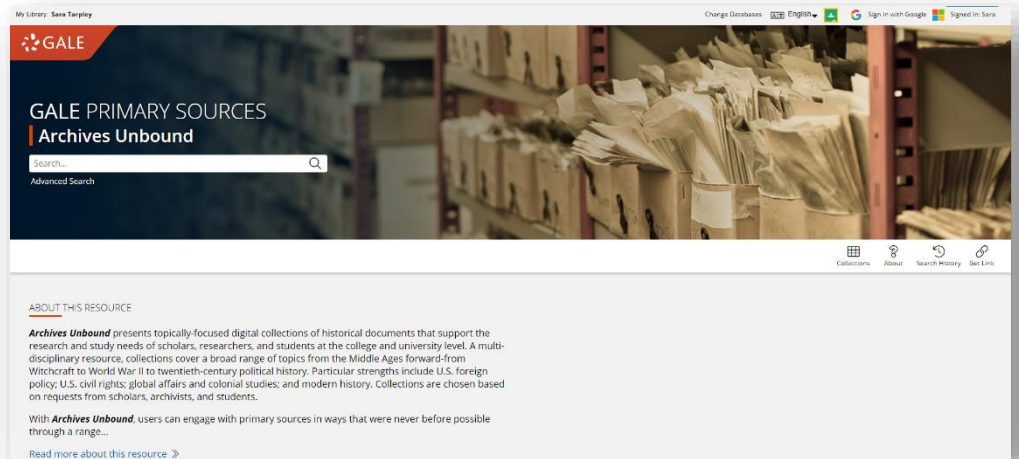 My Library: Sara Tarpley
Change Databases English Sign in with Google Signed in: Sara
GALE
GALE PRIMARY SOURCES
Archives Unbound
Search...
Advanced Search
Collections About Search History Get Link
ABOUT THIS RESOURCE
Archives Unbound presents topically-focused digital collections of historical documents that support the
research and study needs of scholars, researchers, and students at the college and university level. A multi-
disciplinary resource, collections cover a broad range of topics from the Middle Ages forward-from
Witchcraft to World War II to twentieth-century political history. Particular strengths include U.S. foreign
policy; U.S. civil rights; global affairs and colonial studies; and modern history. Collections are chosen based
on requests from scholars, archivists, and students.
With Archives Unbound, users can engage with primary sources in ways that were never before possible
through a range...
Read more about this resource »